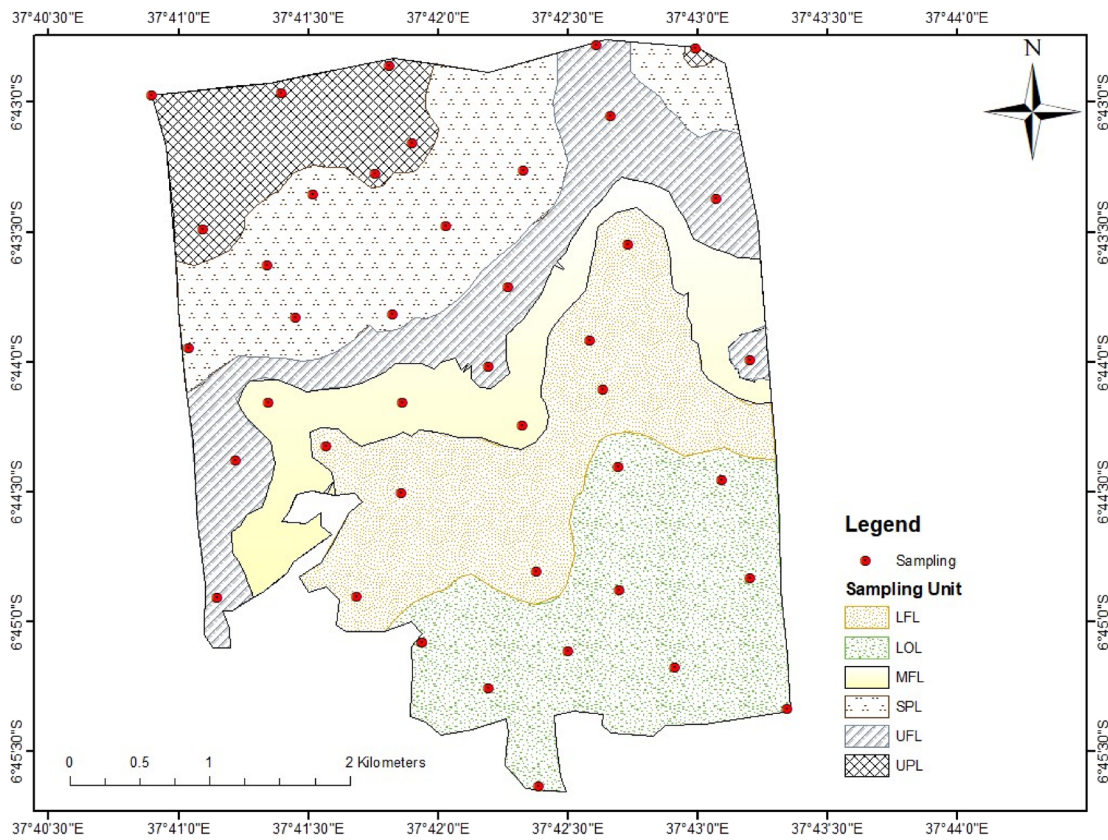 37°40'30"E 37°41'0"E 37°41'30"E 37°42'0"E 37°42'30"E 37°43'0"E 37°43'30"E 37°44'0"E
6°43'0"S 6°43'0"S
N
6°43'30"S 6°43'30"S
6°44'0"S 6°44'0"S
6°44'30"S 6°44'30"S
Legend
Sampling
Sampling Unit
LFL
6°45'0"S 6°45'0"S
LOL
MFL
SPL
UFL
6°45'30"S 6°45'30"S
UPL
0 0.5 1 2 Kilometers
37°40'30"E 37°41'0"E 37°41'30"E 37°42'0"E 37°42'30"E 37°43'0"E 37°43'30"E 37°44'0"E